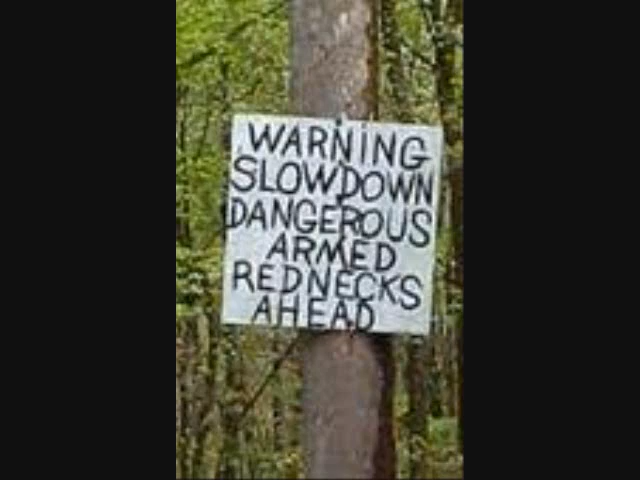 WARNING
SLOWDOWN
DANGEROUS
ARMED
REDNECKS
AHEAD